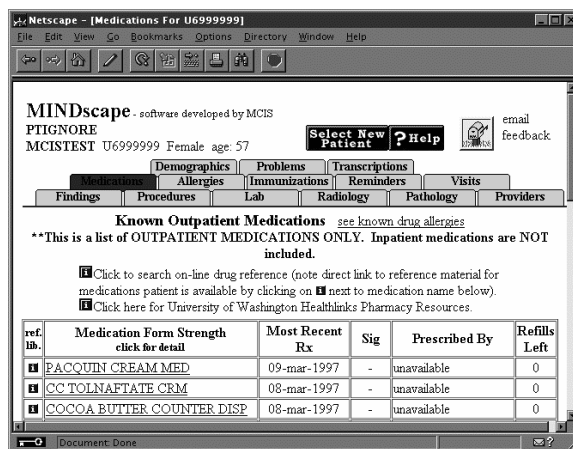 Netscape - [Medications For U6999999]
File Edit View Go Bookmarks Options Directory Window Help
MINDscape - software developed by MCIS
PTIGNORE
MCISTEST U6999999 Female age: 57
Select New Patient
? Help
email feedback
Demographics Problems Transcriptions
Medications Allergies Immunizations Reminders Visits
Findings Procedures Lab Radiology Pathology Providers
Known Outpatient Medications see known drug allergies
**This is a list of OUTPATIENT MEDICATIONS ONLY. Inpatient medications are NOT
included.
i Click to search on-line drug reference (note direct link to reference material for
medications patient is available by clicking on i next to medication name below).
i Click here for University of Washington Healthlinks Pharmacy Resources.
ref. lib. Medication Form Strength click for detail Most Recent Rx Sig Prescribed By Refills Left
i PACQUIN CREAM MED 09-mar-1997 - unavailable 0
i CC TOLNAFTATE CRM 08-mar-1997 - unavailable 0
i COCOA BUTTER COUNTER DISP 08-mar-1997 - unavailable 0
Document: Done